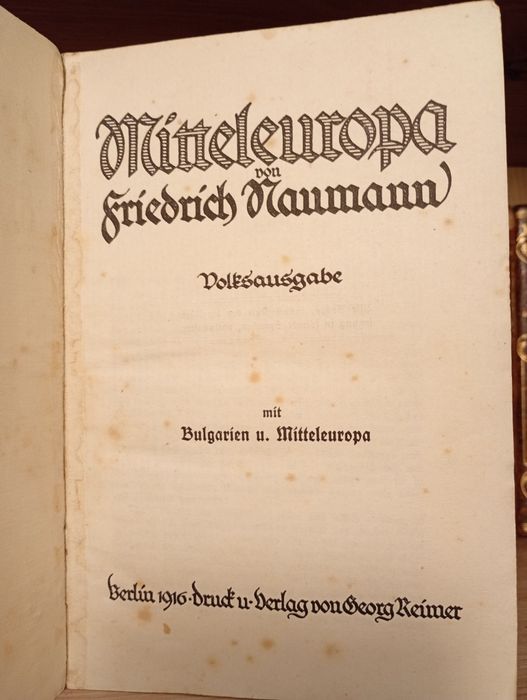 Mitteleuropa
von
Friedrich Naumann
Volksausgabe
mit
Bulgarien u. Mitteleuropa
Berlin 1916 · Druck u · Verlag von Georg Reimer